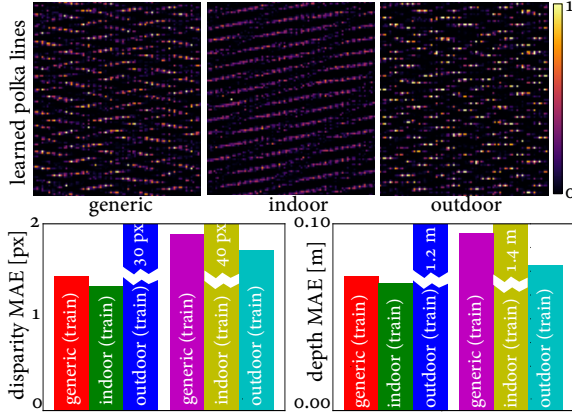 learned polka lines
1
0
generic
indoor
outdoor
disparity MAE [px]
2
1
0
generic (train)
indoor (train)
outdoor (train)
30 px
generic (train)
indoor (train)
40 px
outdoor (train)
depth MAE [m]
0.10
0.00
generic (train)
indoor (train)
outdoor (train)
1.2 m
generic (train)
indoor (train)
1.4 m
outdoor (train)